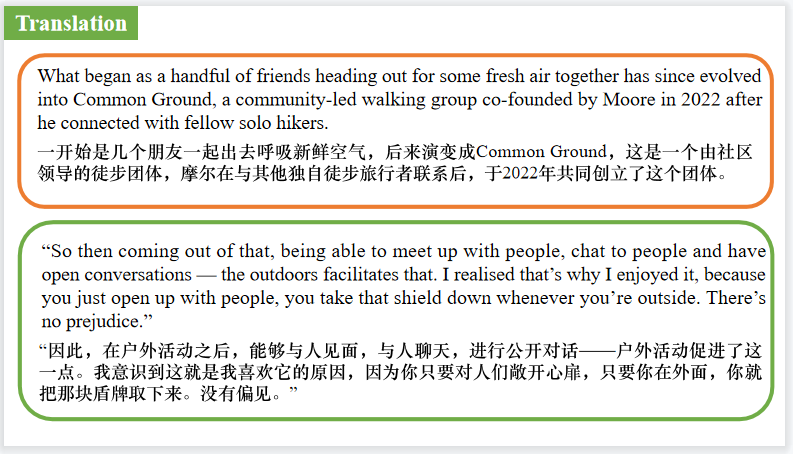 Translation
What began as a handful of friends heading out for some fresh air together has since evolved
into Common Ground, a community-led walking group co-founded by Moore in 2022 after
he connected with fellow solo hikers.
一开始是几个朋友一起出去呼吸新鲜空气，后来演变成Common Ground，这是一个由社区
领导的徒步团体，摩尔在与其他独自徒步旅行者联系后，于2022年共同创立了这个团体。
“So then coming out of that, being able to meet up with people, chat to people and have
open conversations — the outdoors facilitates that. I realised that’s why I enjoyed it, because
you just open up with people, you take that shield down whenever you’re outside. There’s
no prejudice.”
“因此，在户外活动之后，能够与人见面，与人聊天，进行公开对话——户外活动促进了这
一点。我意识到这就是我喜欢它的原因，因为你只要对人们敞开心扉，只要你在外面，你就
把那块盾牌取下来。没有偏见。”